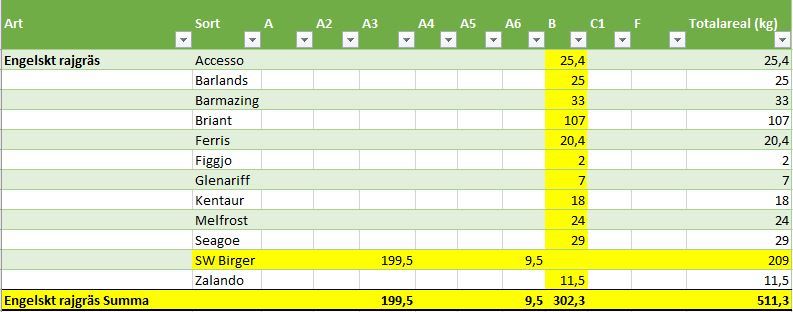 Art Sort A A2 A3 A4 A5 A6 B C1 F Totalareal (kg)
Engelskt rajgräs Accesso 25,4 25,4
Barlands 25 25
Barmazing 33 33
Briant 107 107
Ferris 20,4 20,4
Figgjo 2 2
Glenariff 7 7
Kentaur 18 18
Melfrost 24 24
Seagoe 29 29
SW Birger 199,5 9,5 209
Zalando 11,5 11,5
Engelskt rajgräs Summa 199,5 9,5 302,3 511,3